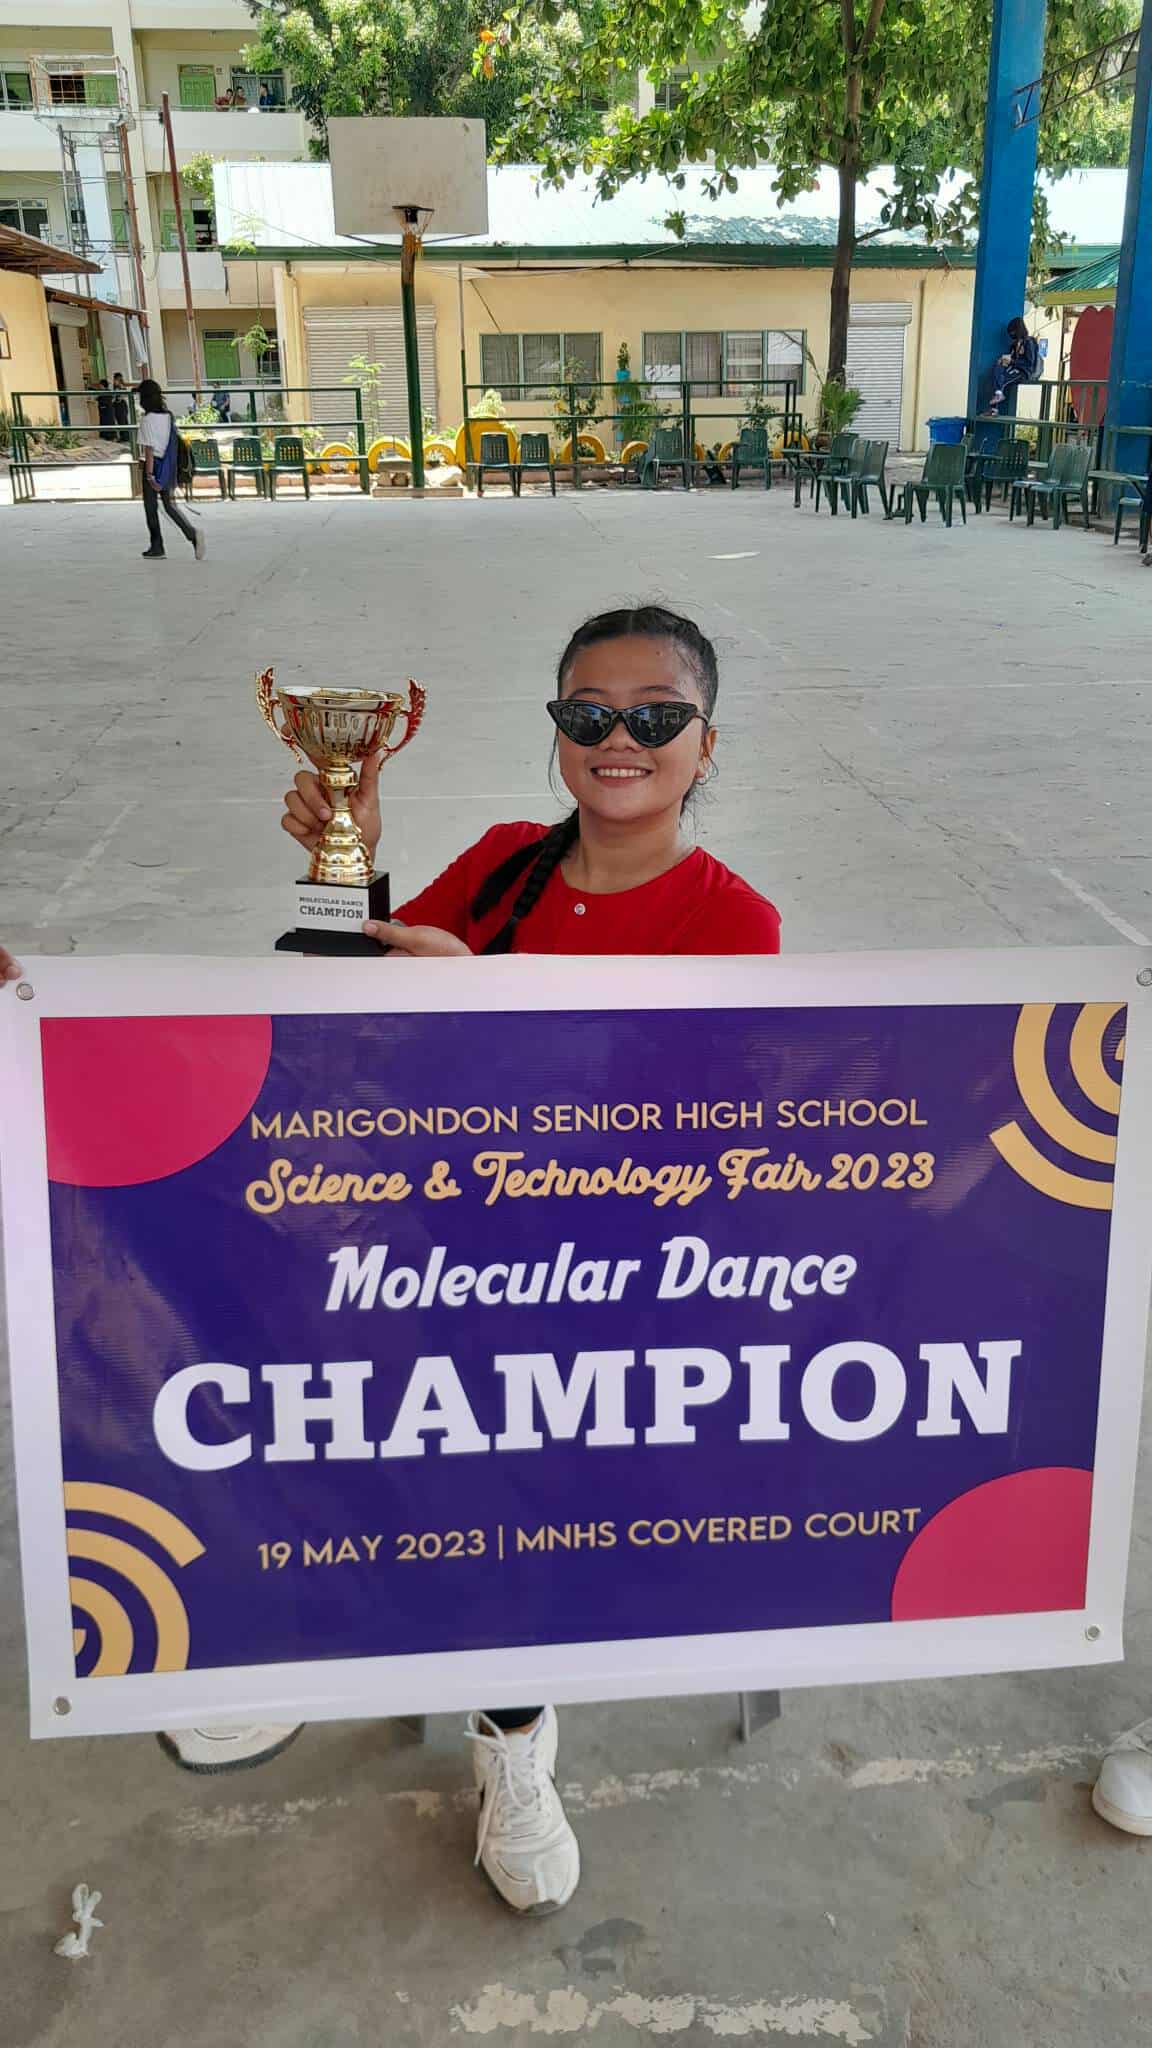 MOLECULAR DANCE
CHAMPION
MARIGONDON SENIOR HIGH SCHOOL
Science & Technology Fair 2023
Molecular Dance
CHAMPION
19 MAY 2023 | MNHS COVERED COURT